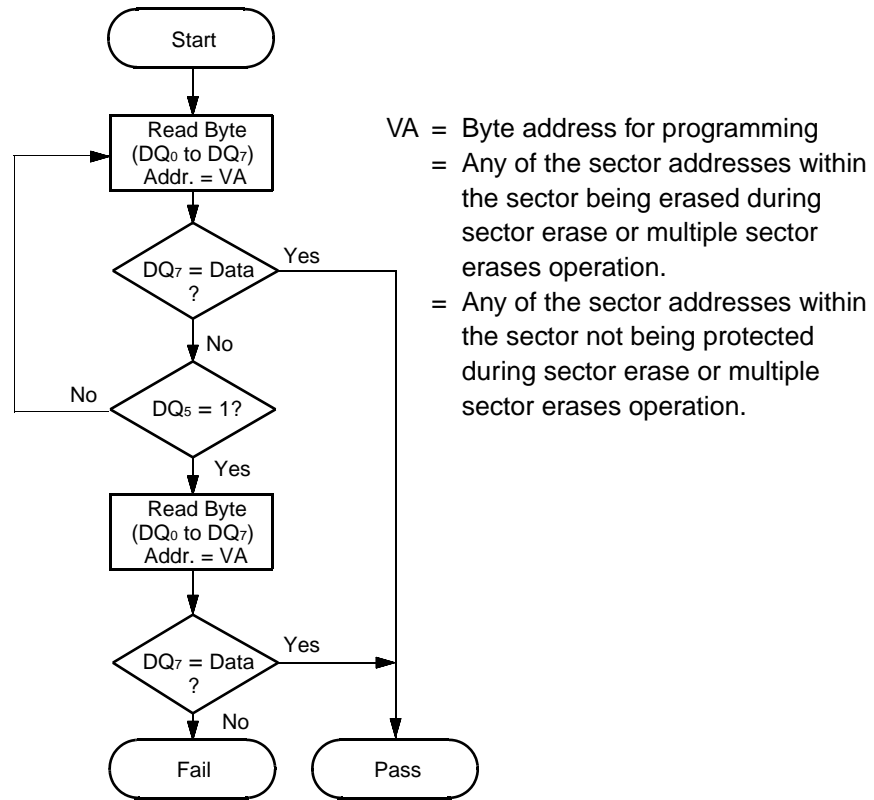 Start
Read Byte
(DQ0 to DQ7)
Addr. = VA
DQ7 = Data
?
Yes
No
DQ5 = 1?
No
Yes
Read Byte
(DQ0 to DQ7)
Addr. = VA
DQ7 = Data
?
Yes
No
Fail
Pass
VA = Byte address for programming
= Any of the sector addresses within
the sector being erased during
sector erase or multiple sector
erases operation.
= Any of the sector addresses within
the sector not being protected
during sector erase or multiple
sector erases operation.